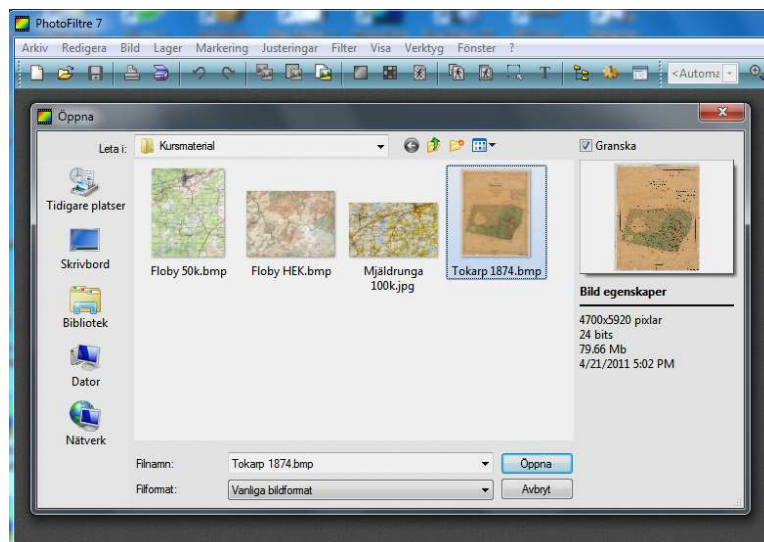 PhotoFiltre 7
Arkiv Redigera Bild Lager Markering Justeringar Filter Visa Verktyg Fönster ?
T
<Automa
Öppna
Leta i: Kursmaterial
Granska
Tidigare platser
Skrivbord
Bibliotek
Dator
Nätverk
Floby 50k.bmp
Floby HEK.bmp
Mjäldrunga
100k.jpg
Tokarp 1874.bmp
Bild egenskaper
4700x5920 pixlar
24 bits
79.66 Mb
4/21/2011 5:02 PM
Filnamn: Tokarp 1874.bmp Öppna
Filformat: Vanliga bildformat Avbryt